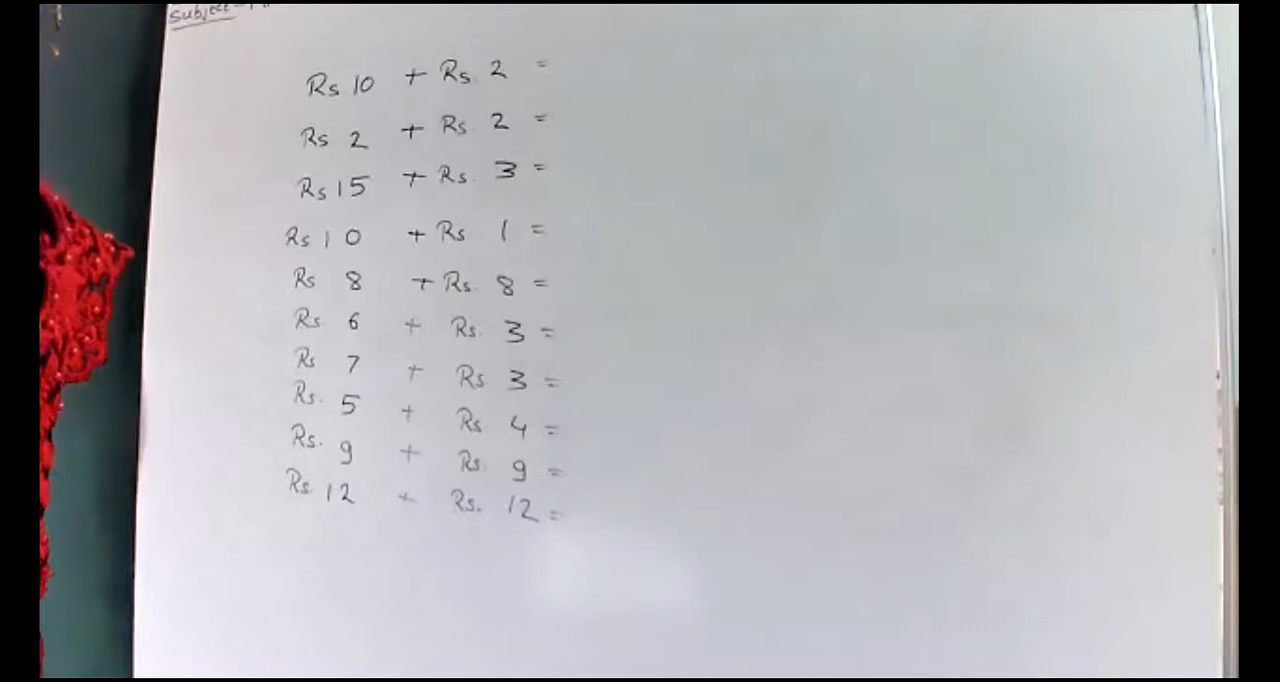 Subject -
Rs 10 + Rs. 2 =
Rs 2 + Rs. 2 =
Rs 15 + Rs. 3 =
Rs 10 + Rs 1 =
Rs 8 + Rs. 8 =
Rs. 6 + Rs. 3 =
Rs 7 + Rs 3 =
Rs. 5 + Rs. 4 =
Rs. 9 + Rs. 9 =
Rs. 12 + Rs. 12 =